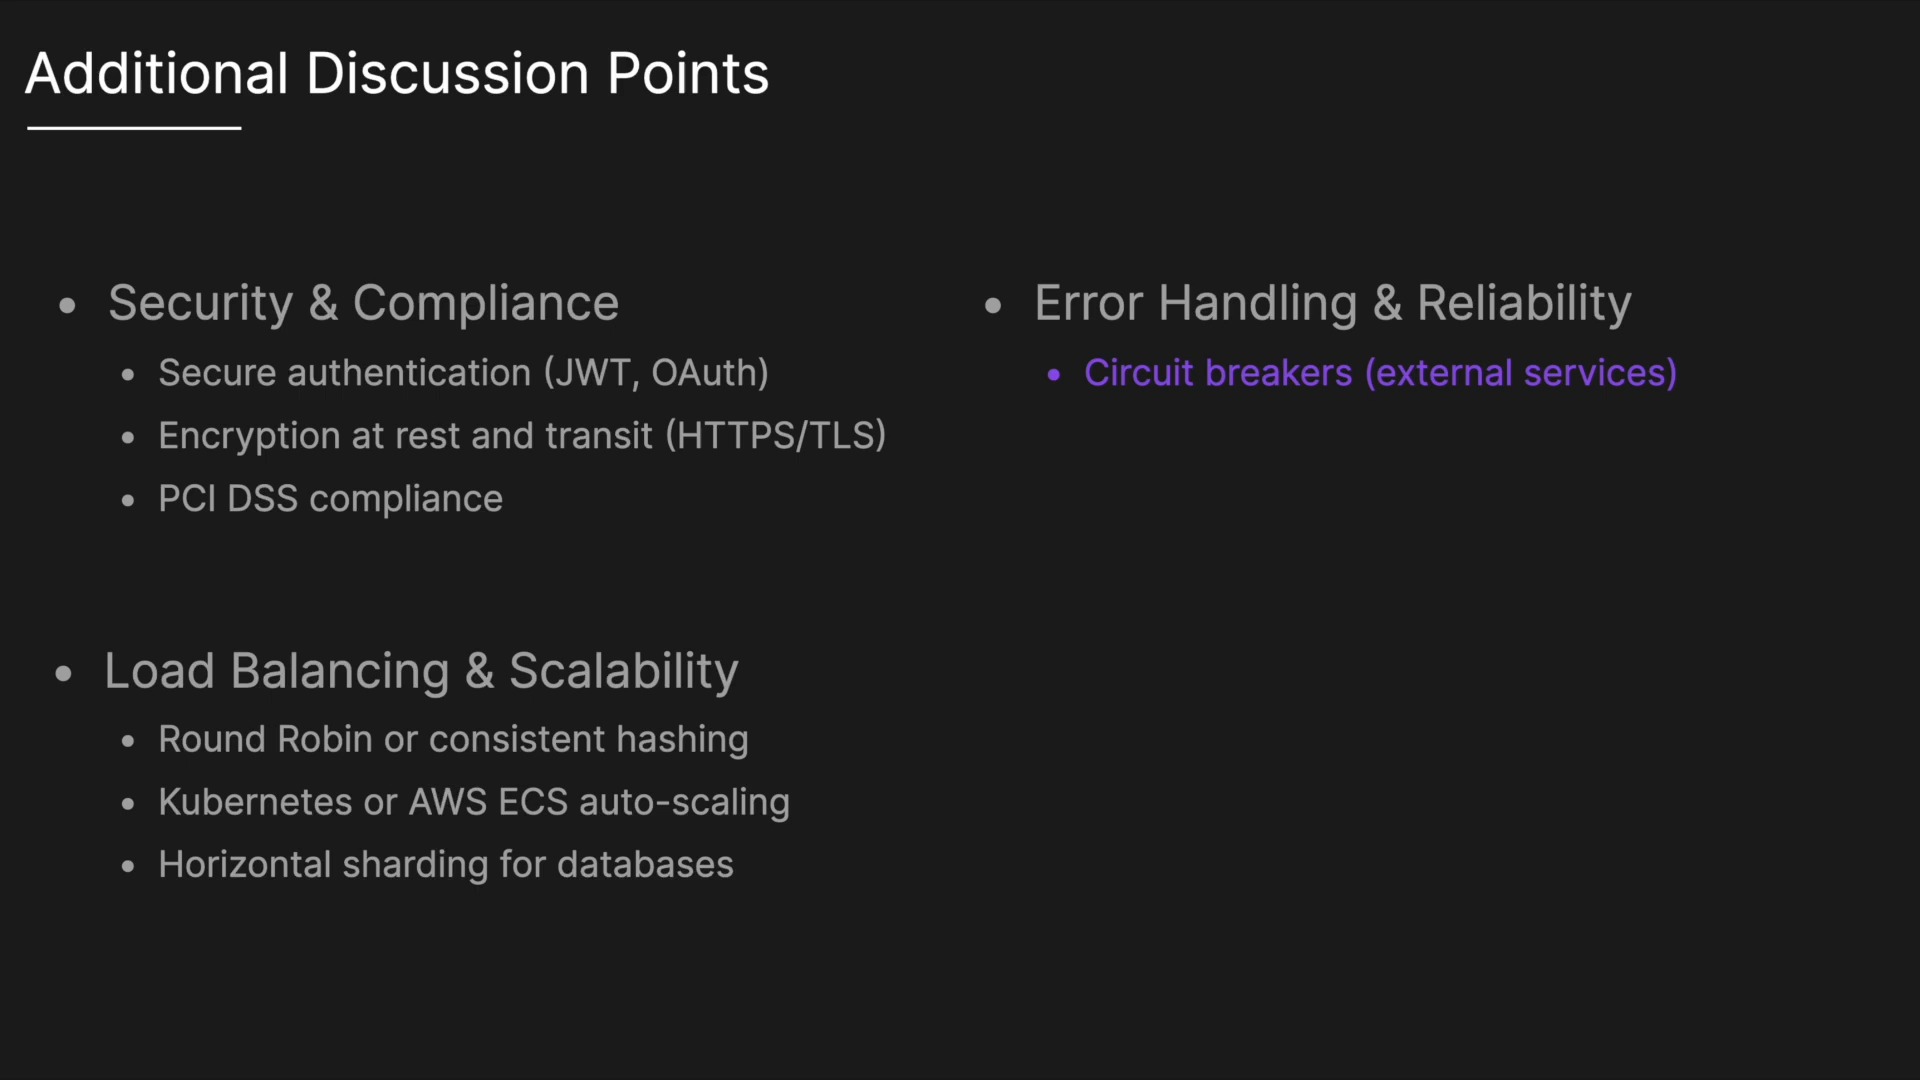 Additional Discussion Points
• Security & Compliance
• Secure authentication (JWT, OAuth)
• Encryption at rest and transit (HTTPS/TLS)
• PCI DSS compliance
• Load Balancing & Scalability
• Round Robin or consistent hashing
• Kubernetes or AWS ECS auto-scaling
• Horizontal sharding for databases
• Error Handling & Reliability
• Circuit breakers (external services)